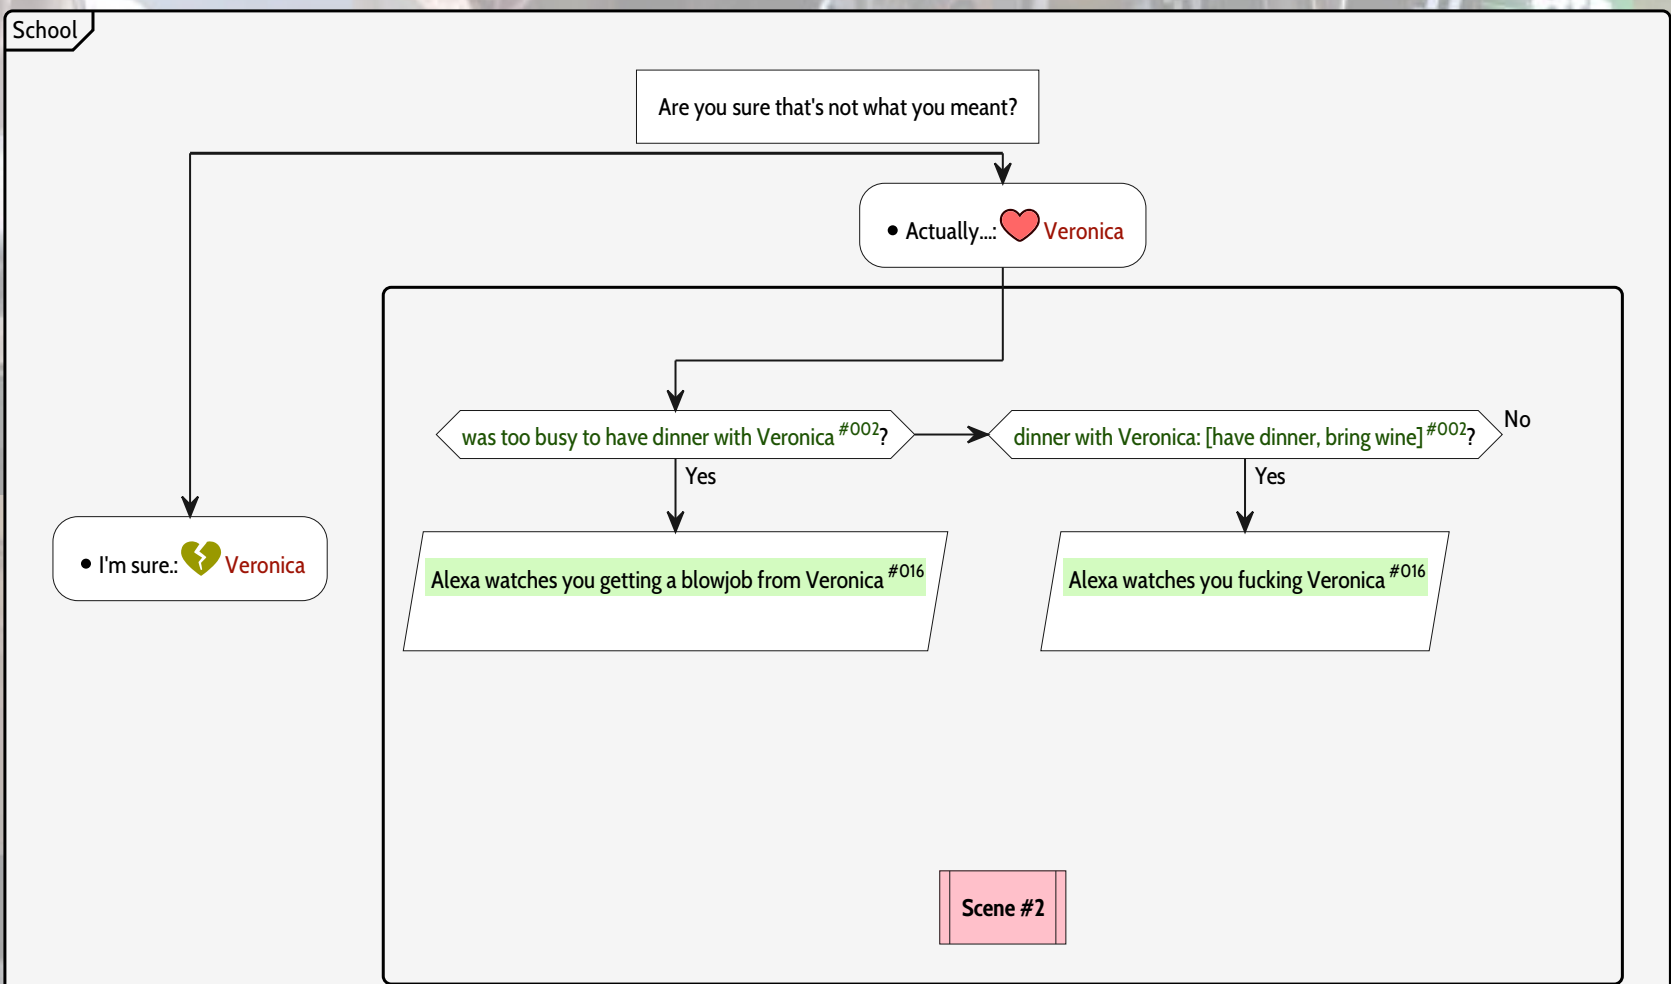 School
Are you sure that's not what you meant?
• Actually...: Veronica
was too busy to have dinner with Veronica #002?
dinner with Veronica: [have dinner, bring wine] #002?
No
Yes
Yes
• I'm sure.: Veronica
Alexa watches you getting a blowjob from Veronica #016
Alexa watches you fucking Veronica #016
Scene #2